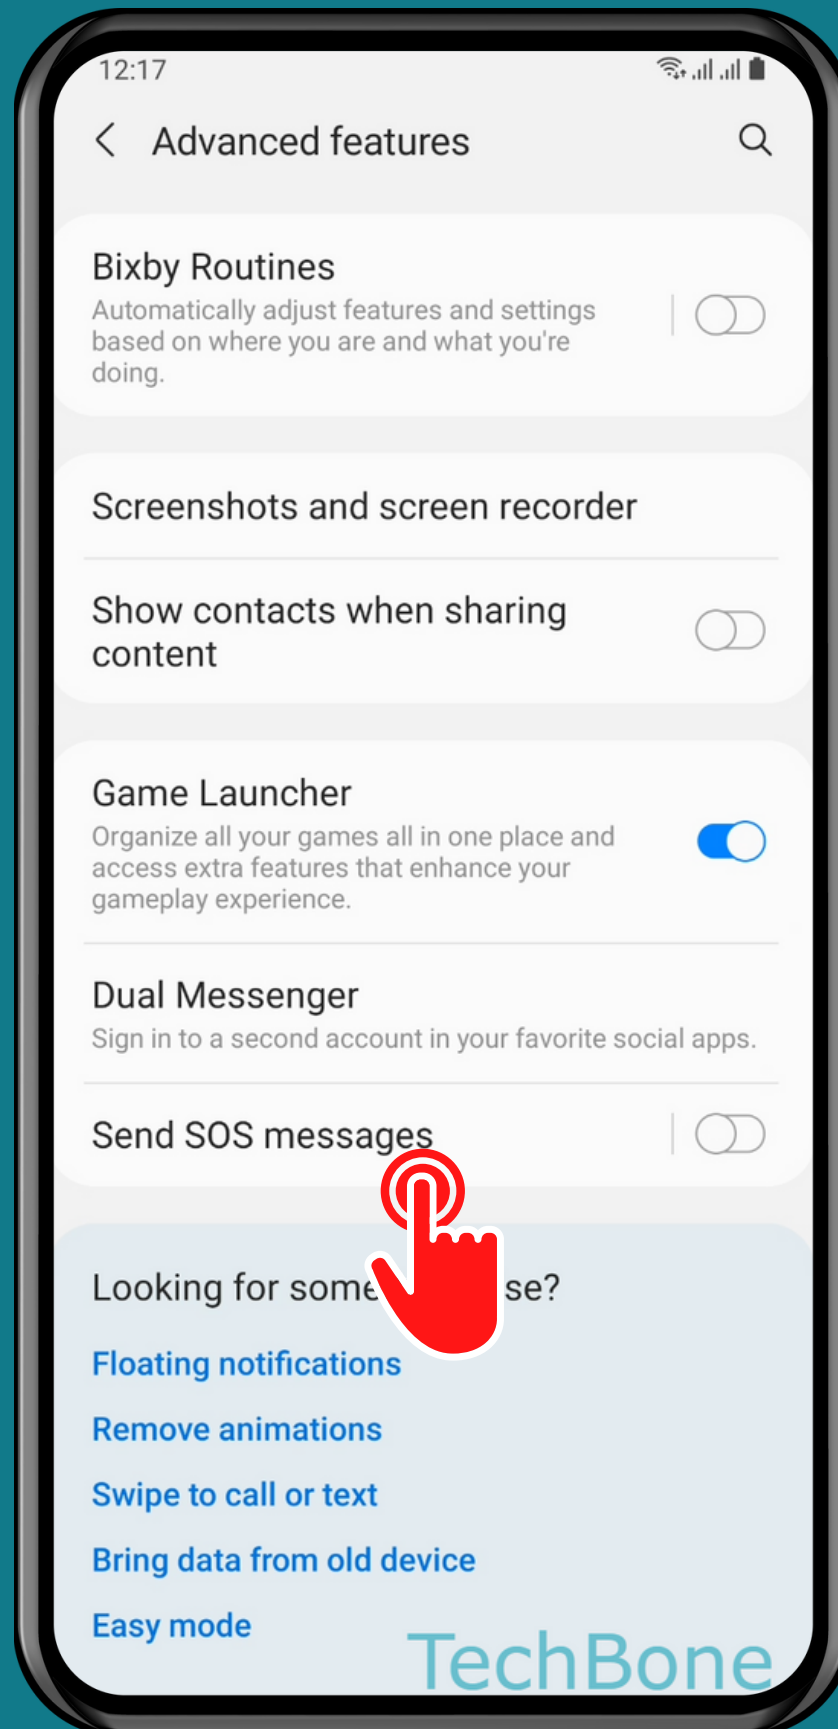 12:17
Advanced features
Bixby Routines
Automatically adjust features and settings
based on where you are and what you're
doing.
Screenshots and screen recorder
Show contacts when sharing
content
Game Launcher
Organize all your games all in one place and
access extra features that enhance your
gameplay experience.
Dual Messenger
Sign in to a second account in your favorite social apps.
Send SOS messages
Looking for
Floating notifications
Remove animations
Swipe to call or text
Bring data from old device
Easy mode
TechBone